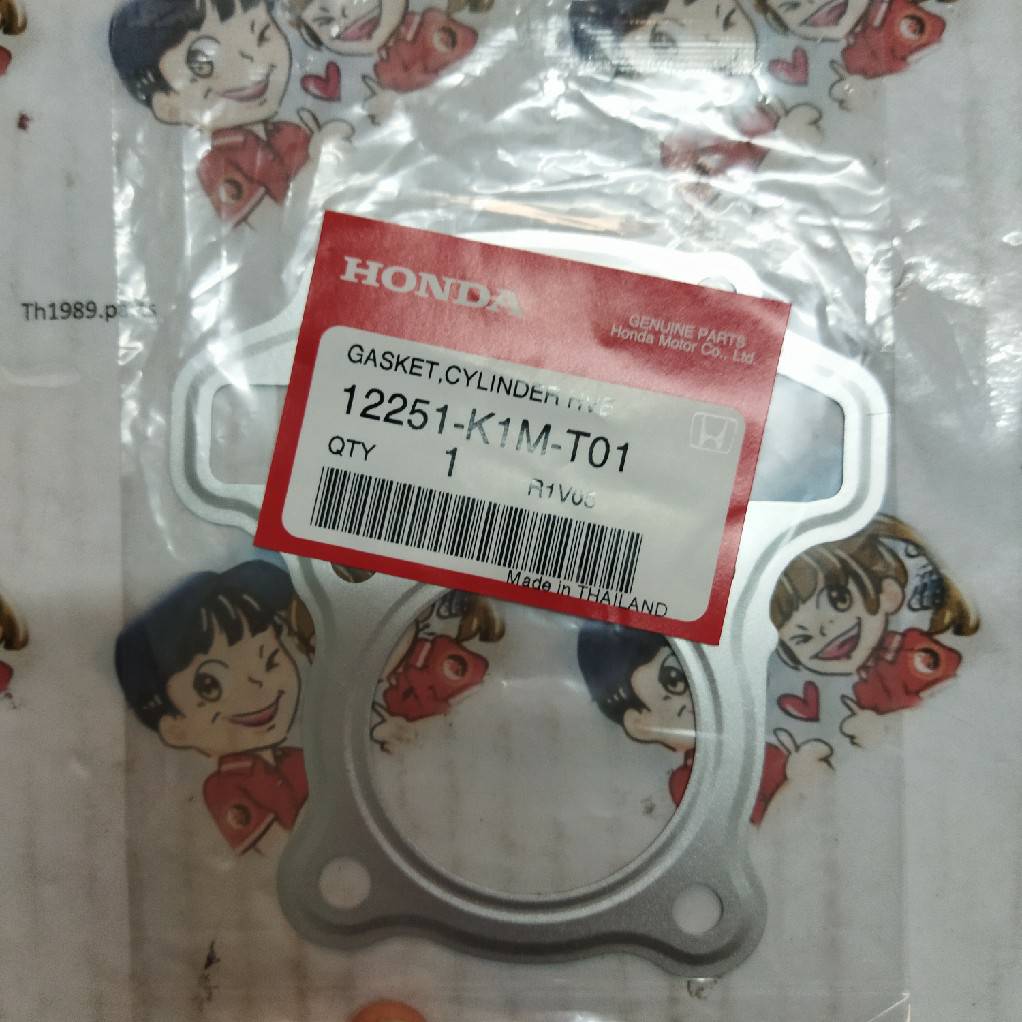 Th1989.parts
HONDA
GENUINE PARTS
Honda Motor Co., Ltd.
GASKET,CYLINDER
12251-K1M-T01
QTY 1
Made in THAILAND